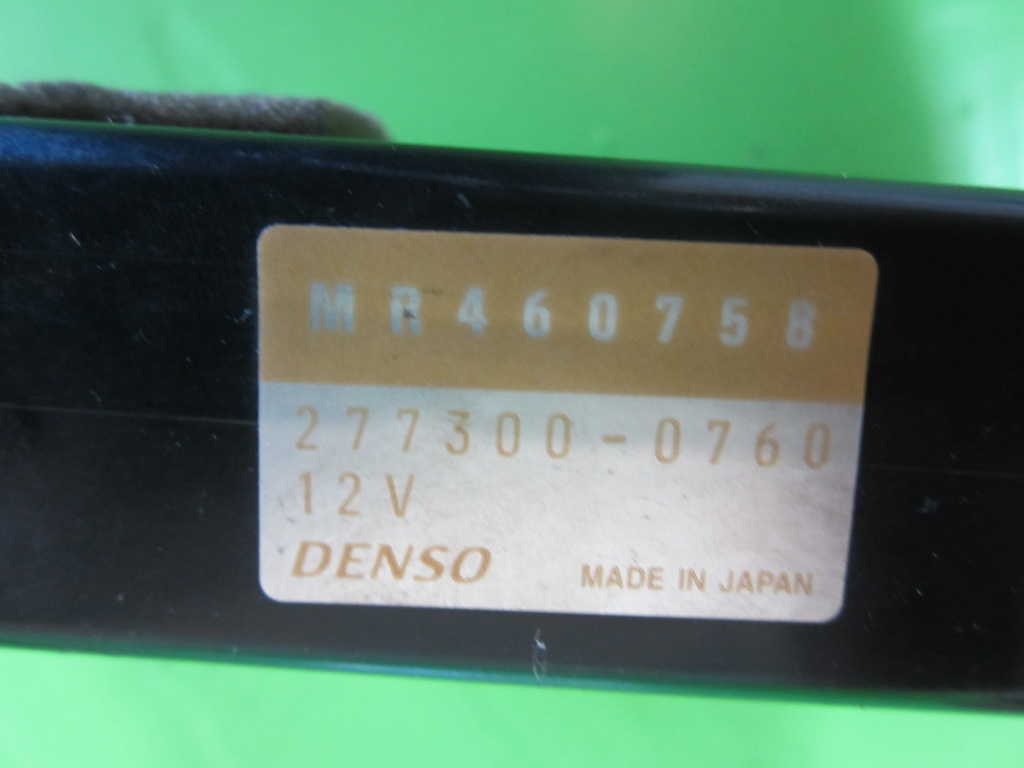 MR460758
277300-0760
12V
DENSO
MADE IN JAPAN